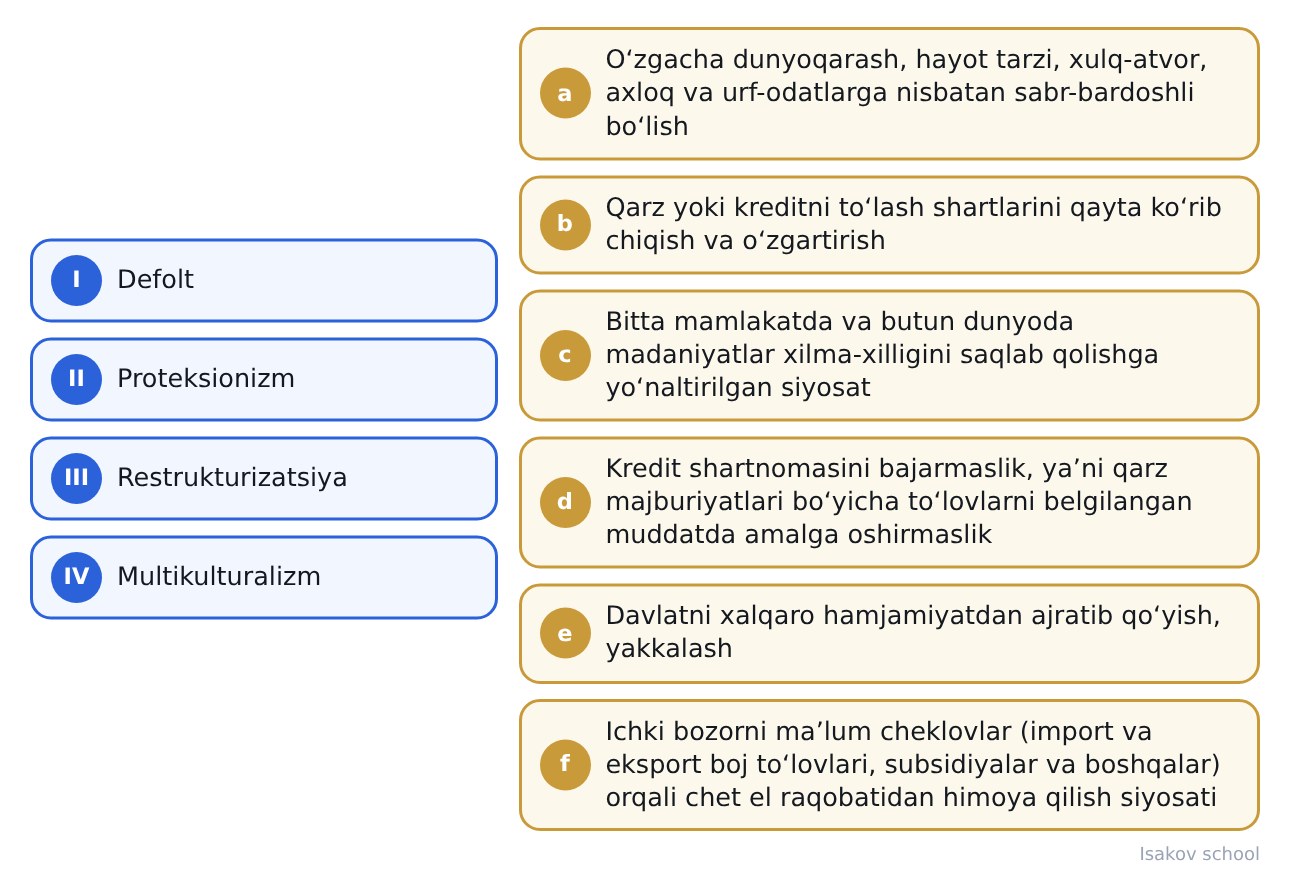 I Defolt
II Proteksionizm
III Restrukturizatsiya
IV Multikulturalizm
a O‘zgacha dunyoqarash, hayot tarzi, xulq-atvor,
axloq va urf-odatlarga nisbatan sabr-bardoshli
bo‘lish
b Qarz yoki kreditni to‘lash shartlarini qayta ko‘rib
chiqish va o‘zgartirish
c Bitta mamlakatda va butun dunyoda
madaniyatlar xilma-xilligini saqlab qolishga
yo‘naltirilgan siyosat
d Kredit shartnomasini bajarmaslik, ya’ni qarz
majburiyatlari bo‘yicha to‘lovlarni belgilangan
muddatda amalga oshirmaslik
e Davlatni xalqaro hamjamiyatdan ajratib qo‘yish,
yakkalash
f Ichki bozorni ma’lum cheklovlar (import va
eksport boj to‘lovlari, subsidiyalar va boshqalar)
orqali chet el raqobatidan himoya qilish siyosati
Isakov school